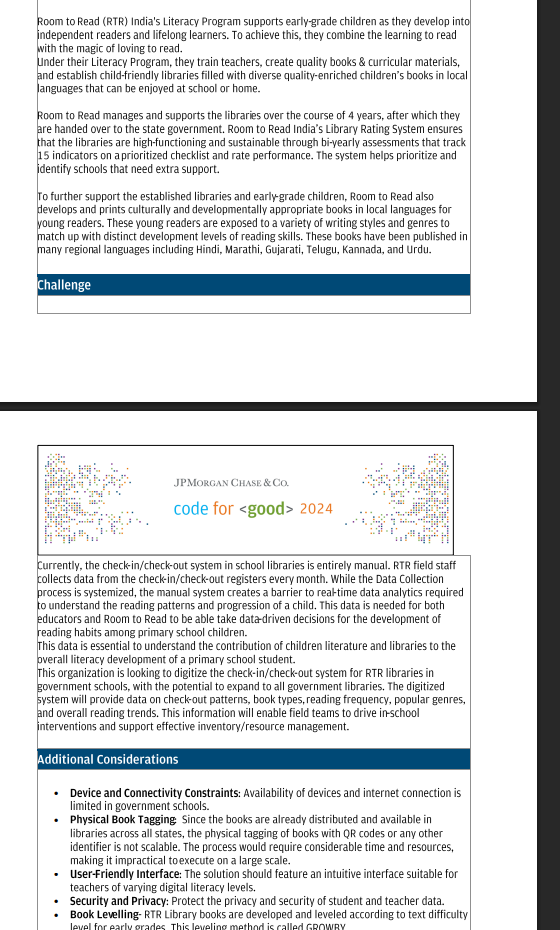 Room to Read (RTR) India's Literacy Program supports early-grade children as they develop into
independent readers and lifelong learners. To achieve this, they combine the learning to read
with the magic of loving to read.
Under their Literacy Program, they train teachers, create quality books & curricular materials,
and establish child-friendly libraries filled with diverse quality-enriched children's books in local
languages that can be enjoyed at school or home.
Room to Read manages and supports the libraries over the course of 4 years, after which they
are handed over to the state government. Room to Read India's Library Rating System ensures
that the libraries are high-functioning and sustainable through bi-yearly assessments that track
15 indicators on a prioritized checklist and rate performance. The system helps prioritize and
identify schools that need extra support.
To further support the established libraries and early-grade children, Room to Read also
develops and prints culturally and developmentally appropriate books in local languages for
young readers. These young readers are exposed to a variety of writing styles and genres to
match up with distinct development levels of reading skills. These books have been published in
many regional languages including Hindi, Marathi, Gujarati, Telugu, Kannada, and Urdu.
Challenge
JPMORGAN CHASE & CO.
code for <good> 2024
Currently, the check-in/check-out system in school libraries is entirely manual. RTR field staff
collects data from the check-in/check-out registers every month. While the Data Collection
process is systemized, the manual system creates a barrier to real-time data analytics required
to understand the reading patterns and progression of a child. This data is needed for both
educators and Room to Read to be able take data-driven decisions for the development of
reading habits among primary school children.
This data is essential to understand the contribution of children literature and libraries to the
overall literacy development of a primary school student.
This organization is looking to digitize the check-in/check-out system for RTR libraries in
government schools, with the potential to expand to all government libraries. The digitized
system will provide data on check-out patterns, book types, reading frequency, popular genres,
and overall reading trends. This information will enable field teams to drive in-school
interventions and support effective inventory/resource management.
Additional Considerations
• Device and Connectivity Constraints: Availability of devices and internet connection is
limited in government schools.
• Physical Book Tagging: Since the books are already distributed and available in
libraries across all states, the physical tagging of books with QR codes or any other
identifier is not scalable. The process would require considerable time and resources,
making it impractical to execute on a large scale.
• User-Friendly Interface: The solution should feature an intuitive interface suitable for
teachers of varying digital literacy levels.
• Security and Privacy: Protect the privacy and security of student and teacher data.
• Book Levelling- RTR Library books are developed and leveled according to text difficulty
level for early grades. This leveling method is called GROWBY